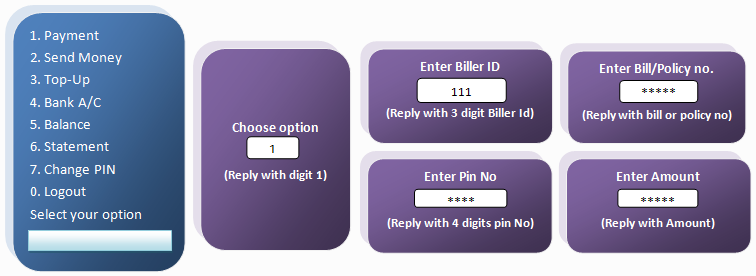 1. Payment
2. Send Money
3. Top-Up
4. Bank A/C
5. Balance
6. Statement
7. Change PIN
0. Logout
Select your option
Choose option
1
(Reply with digit 1)
Enter Biller ID
111
(Reply with 3 digit Biller Id)
Enter Bill/Policy no.
*****
(Reply with bill or policy no)
Enter Pin No
****
(Reply with 4 digits pin No)
Enter Amount
*****
(Reply with Amount)